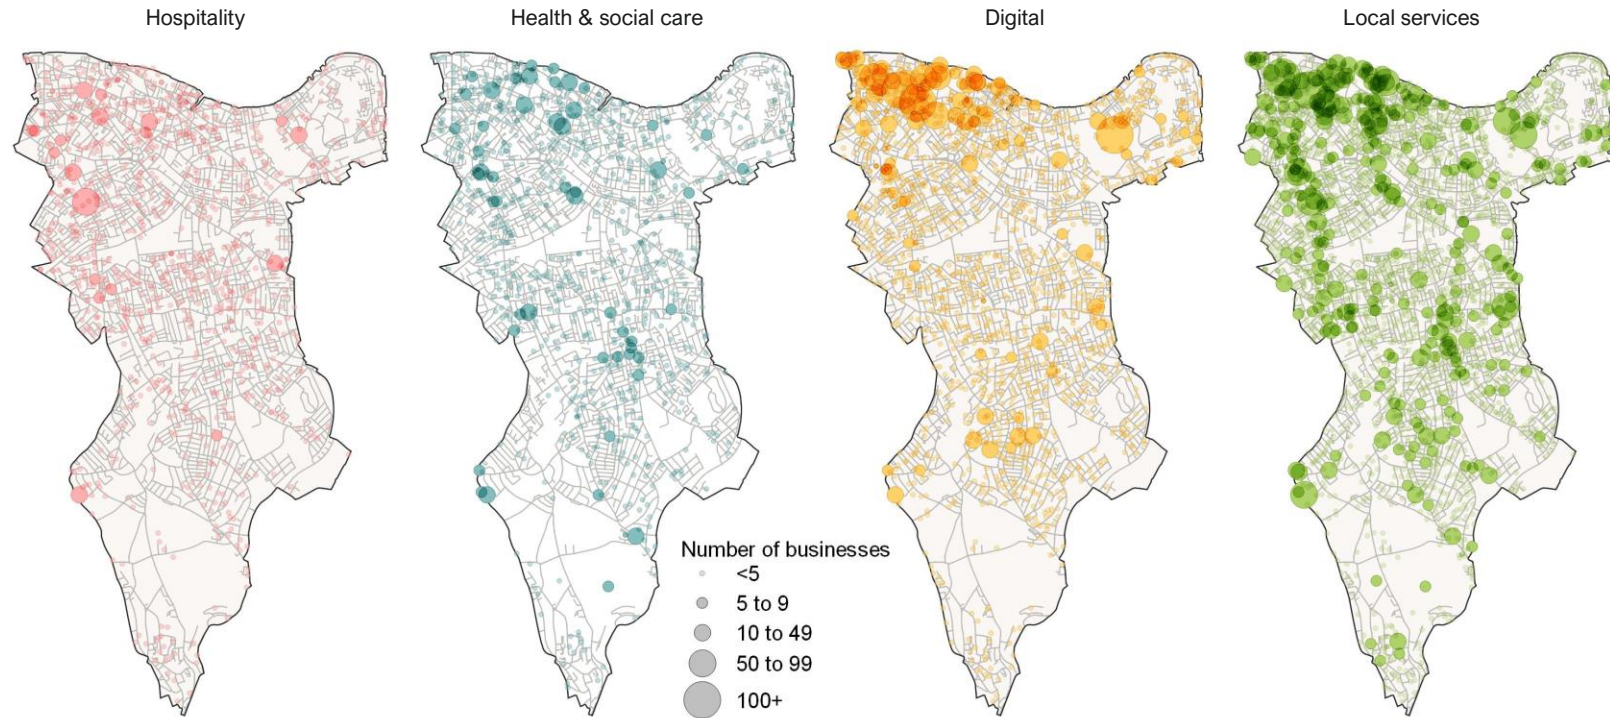 Hospitality
Health & social care
Digital
Local services
Number of businesses
<5
5 to 9
10 to 49
50 to 99
100+